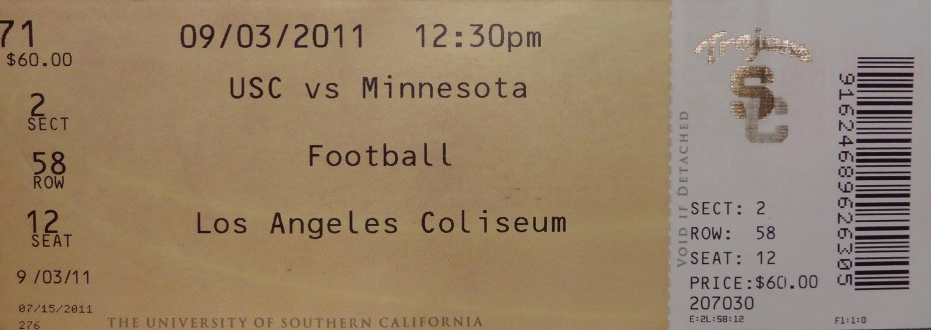 71
$60.00
2
SECT
58
ROW
12
SEAT
9 /03/11
07/15/2011
276
09/03/2011 12:30pm
USC vs Minnesota
Football
Los Angeles Coliseum
THE UNIVERSITY OF SOUTHERN CALIFORNIA
VOID IF DETACHED
Trojans
SC
SECT: 2
ROW: 58
SEAT: 12
PRICE:$60.00
207030
E:2L:58:12
F1:1:0
91624689626305